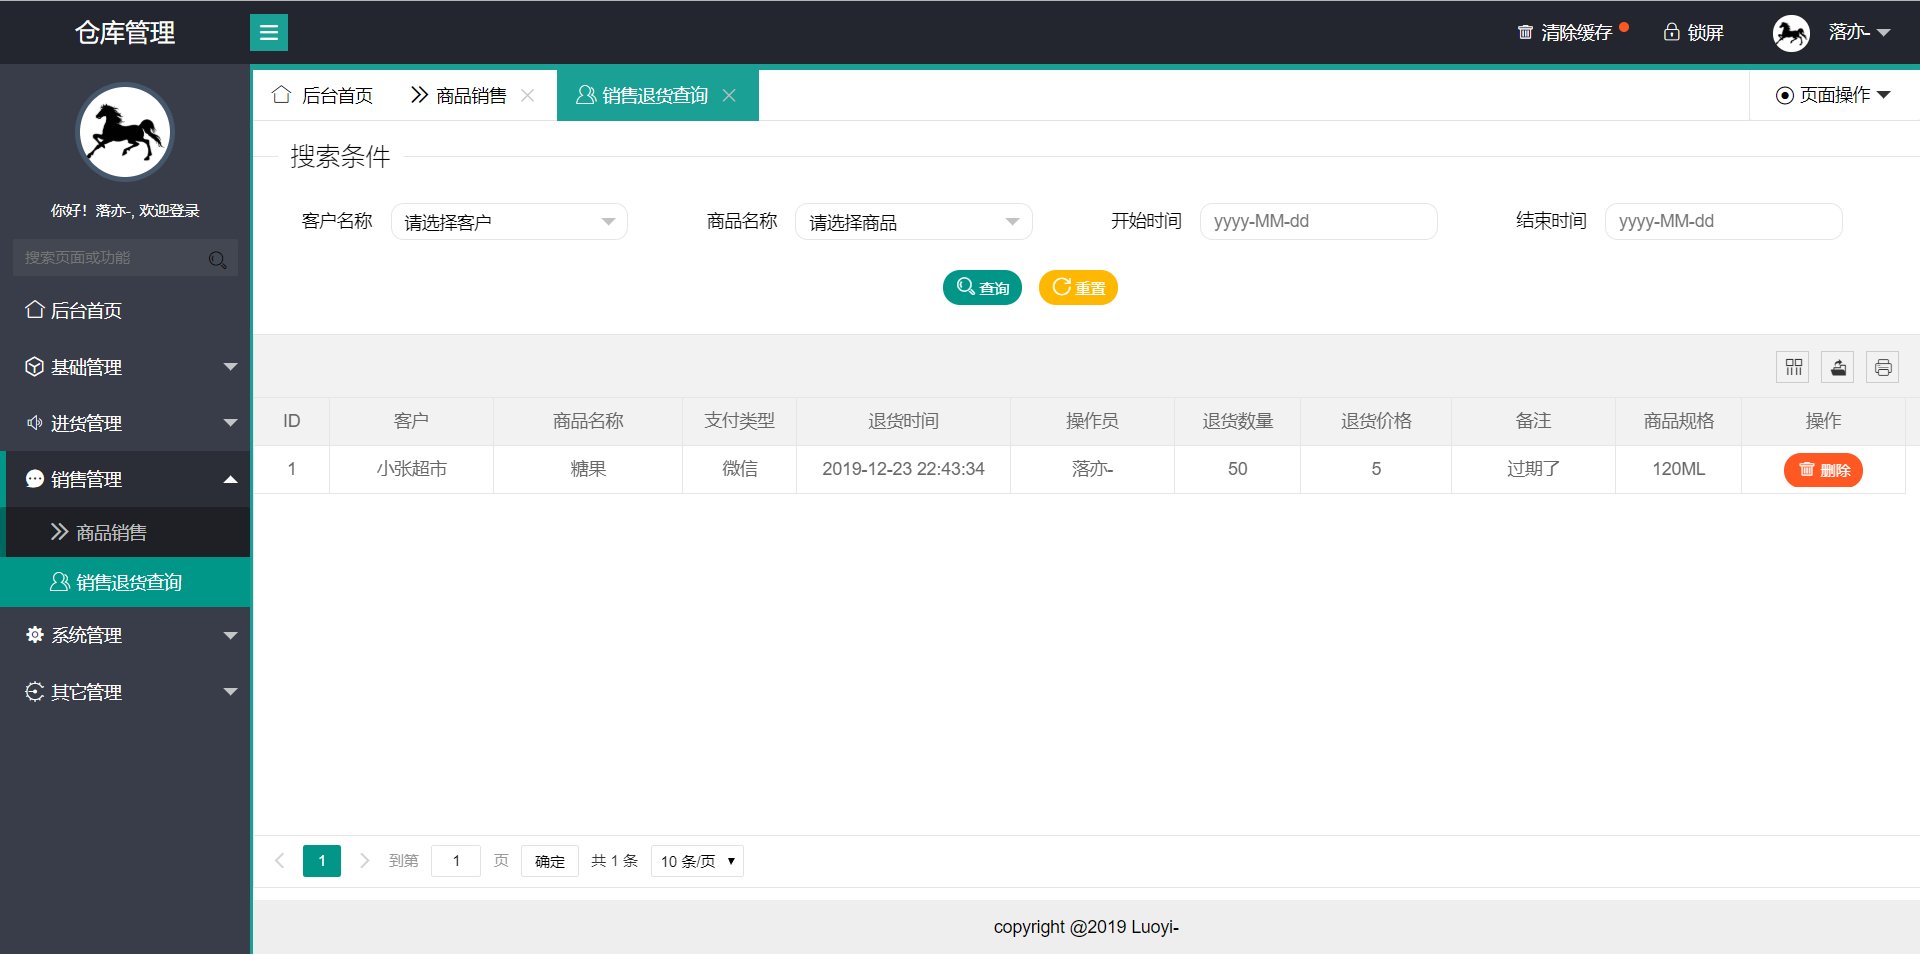 仓库管理
清除缓存
锁屏
落亦-
你好！落亦-, 欢迎登录
搜索页面或功能
后台首页
基础管理
进货管理
销售管理
商品销售
销售退货查询
系统管理
其它管理
后台首页 商品销售 销售退货查询 页面操作
搜索条件
客户名称 请选择客户 商品名称 请选择商品 开始时间 yyyy-MM-dd 结束时间 yyyy-MM-dd
查询 重置
ID 客户 商品名称 支付类型 退货时间 操作员 退货数量 退货价格 备注 商品规格 操作
1 小张超市 糖果 微信 2019-12-23 22:43:34 落亦- 50 5 过期了 120ML 删除
1 到第 1 页 确定 共 1 条 10 条/页
copyright @2019 Luoyi-